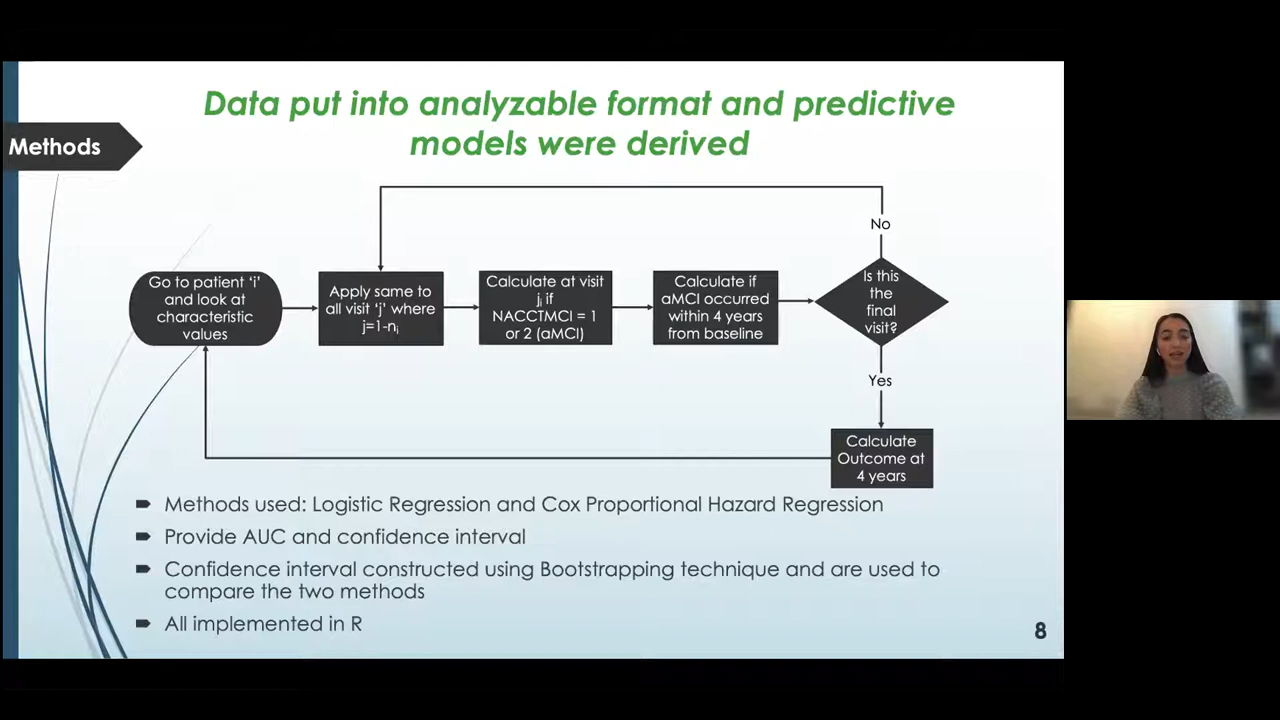 Data put into analyzable format and predictive
models were derived
Methods
No
Go to patient ‘i’
and look at
characteristic
values
Apply same to
all visit ‘j’ where
j=1-nᵢ
Calculate at visit
jᵢ if
NACCTMCI = 1
or 2 (aMCI)
Calculate if
aMCI occurred
within 4 years
from baseline
Is this
the
final
visit?
Yes
Calculate
Outcome at
4 years
Methods used: Logistic Regression and Cox Proportional Hazard Regression
Provide AUC and confidence interval
Confidence interval constructed using Bootstrapping technique and are used to
compare the two methods
All implemented in R
8